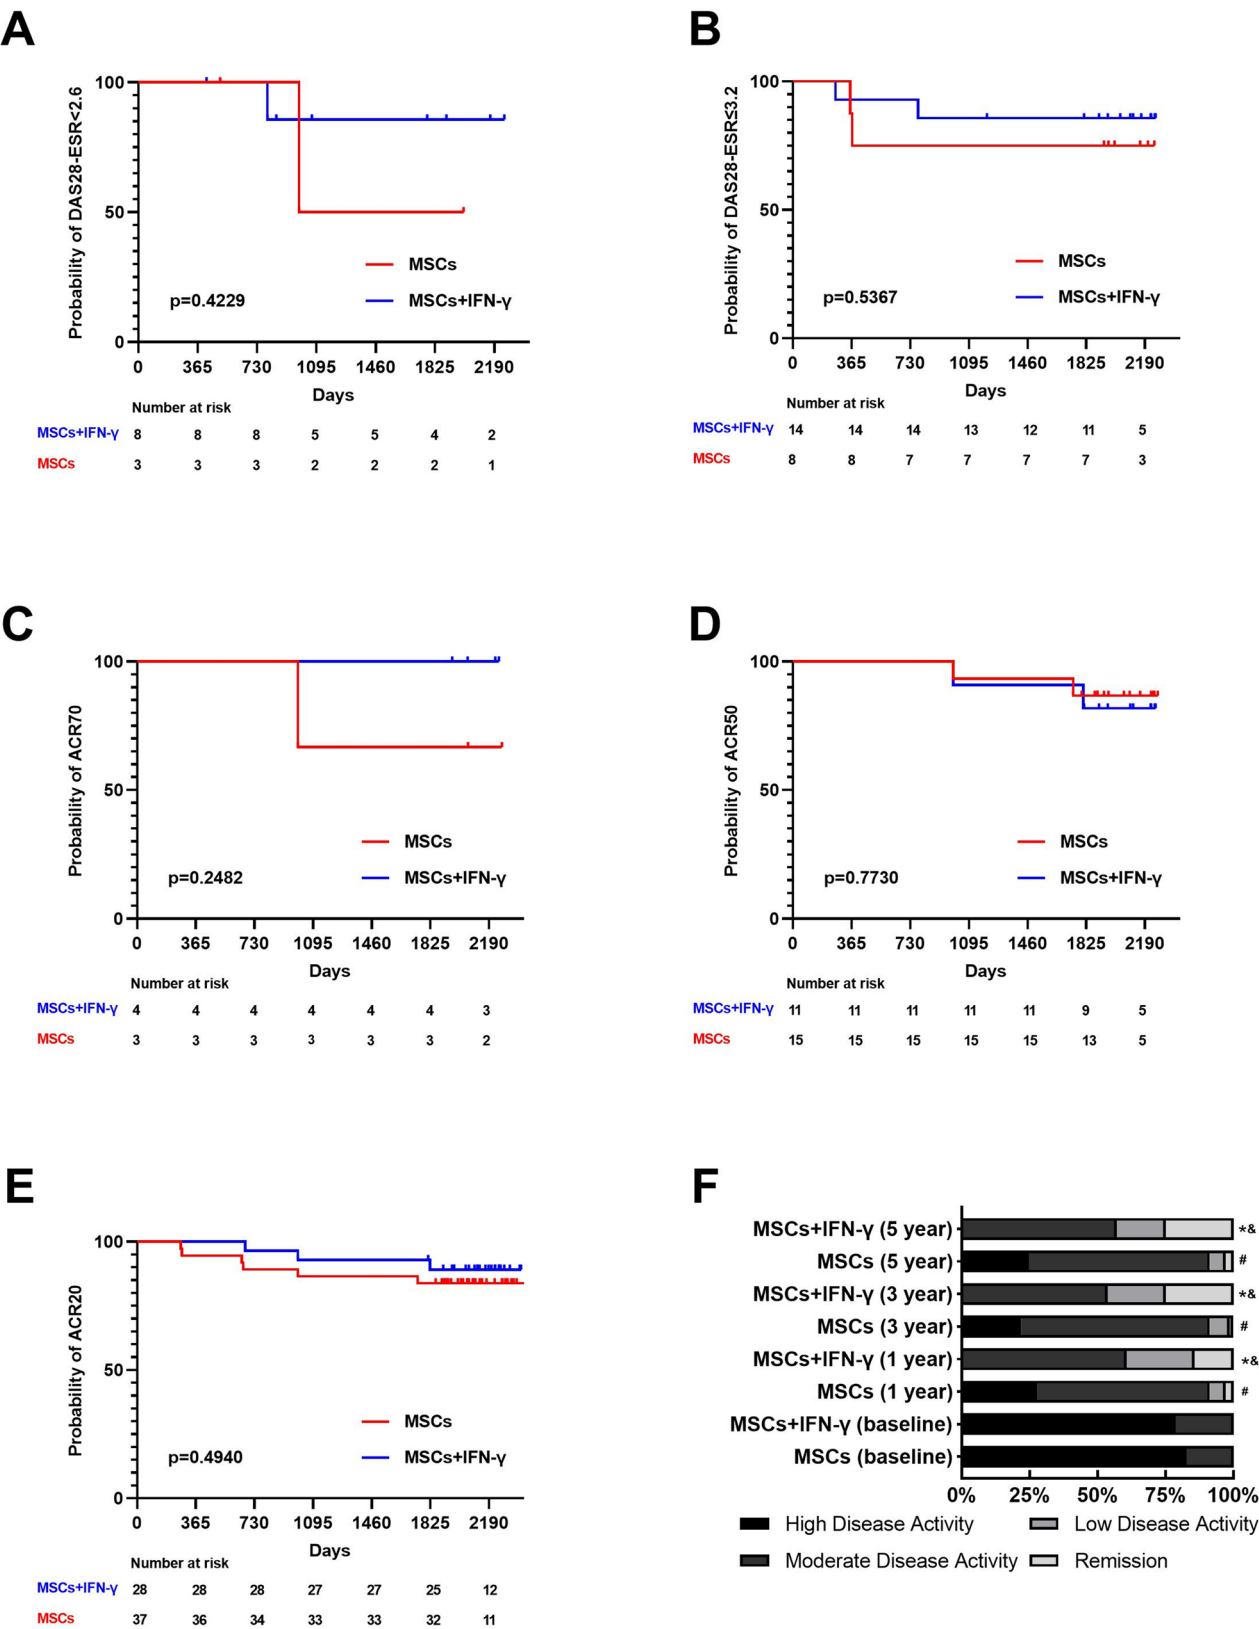 A
Probability of DAS28-ESR<2.6
100
50
0
MSCs
MSCs+IFN-γ
p=0.4229
0 365 730 1095 1460 1825 2190
Days
Number at risk
MSCs+IFN-γ 8 8 8 5 5 4 2
MSCs 3 3 3 2 2 2 1
B
Probability of DAS28-ESR≤3.2
100
50
0
MSCs
MSCs+IFN-γ
p=0.5367
0 365 730 1095 1460 1825 2190
Days
Number at risk
MSCs+IFN-γ 14 14 14 13 12 11 5
MSCs 8 8 7 7 7 7 3
C
Probability of ACR70
100
50
0
MSCs
MSCs+IFN-γ
p=0.2482
0 365 730 1095 1460 1825 2190
Days
Number at risk
MSCs+IFN-γ 4 4 4 4 4 4 3
MSCs 3 3 3 3 3 3 2
D
Probability of ACR50
100
50
0
MSCs
MSCs+IFN-γ
p=0.7730
0 365 730 1095 1460 1825 2190
Days
Number at risk
MSCs+IFN-γ 11 11 11 11 11 9 5
MSCs 15 15 15 15 15 13 5
E
Probability of ACR20
100
50
0
MSCs
MSCs+IFN-γ
p=0.4940
0 365 730 1095 1460 1825 2190
Days
Number at risk
MSCs+IFN-γ 28 28 28 27 27 25 12
MSCs 37 36 34 33 33 32 11
F
MSCs+IFN-γ (5 year) *&
MSCs (5 year) #
MSCs+IFN-γ (3 year) *&
MSCs (3 year) #
MSCs+IFN-γ (1 year) *&
MSCs (1 year) #
MSCs+IFN-γ (baseline)
MSCs (baseline)
0% 25% 50% 75% 100%
High Disease Activity Low Disease Activity
Moderate Disease Activity Remission